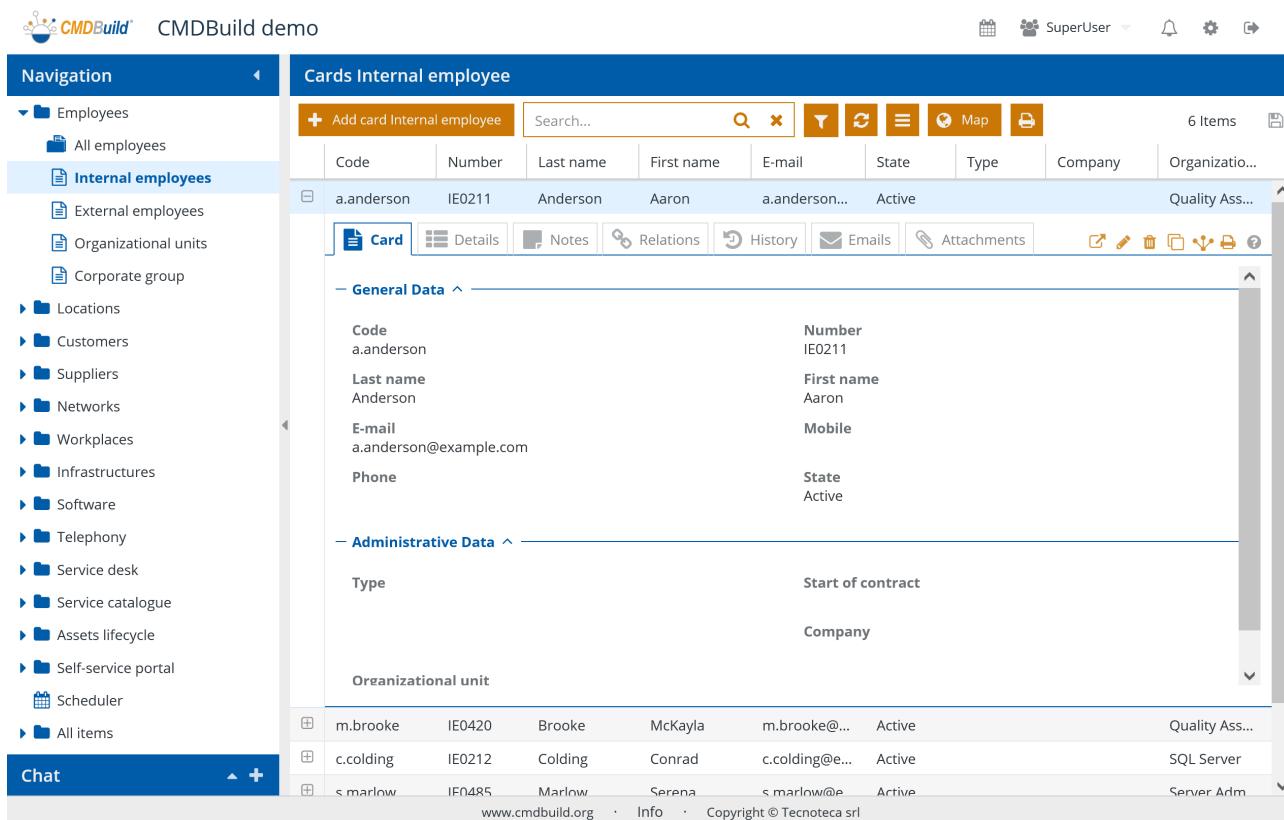 CMDBuild CMDBuild demo SuperUser
Navigation
Cards Internal employee
Employees
All employees
Internal employees
External employees
Organizational units
Corporate group
Locations
Customers
Suppliers
Networks
Workplaces
Infrastructures
Software
Telephony
Service desk
Service catalogue
Assets lifecycle
Self-service portal
Scheduler
All items
Chat
Add card Internal employee Search... Map 6 Items
Code Number Last name First name E-mail State Type Company Organizatio...
a.anderson IE0211 Anderson Aaron a.anderson... Active Quality Ass...
Card Details Notes Relations History Emails Attachments
General Data
Code Number
a.anderson IE0211
Last name First name
Anderson Aaron
E-mail Mobile
a.anderson@example.com
Phone State
Active
Administrative Data
Type Start of contract
Company
Organizational unit
m.brooke IE0420 Brooke McKayla m.brooke@... Active Quality Ass...
c.colding IE0212 Colding Conrad c.colding@e... Active SQL Server
s.marlow IE0485 Marlow Serena s.marlow@e... Active Server Adm...
www.cmdbuild.org · Info · Copyright © Tecnoteca srl